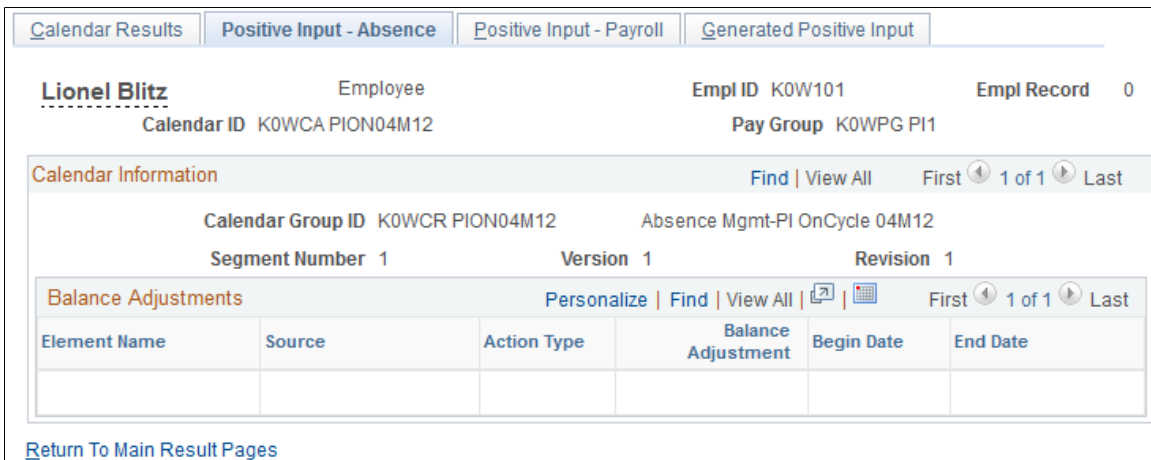 Calendar Results Positive Input - Absence Positive Input - Payroll Generated Positive Input
Lionel Blitz Employee Empl ID K0W101 Empl Record 0
Calendar ID K0WCA PION04M12 Pay Group K0WPG PI1
Calendar Information Find | View All First 1 of 1 Last
Calendar Group ID K0WCR PION04M12 Absence Mgmt-PI OnCycle 04M12
Segment Number 1 Version 1 Revision 1
Balance Adjustments Personalize | Find | View All | | First 1 of 1 Last
Element Name Source Action Type Balance Adjustment Begin Date End Date
Return To Main Result Pages